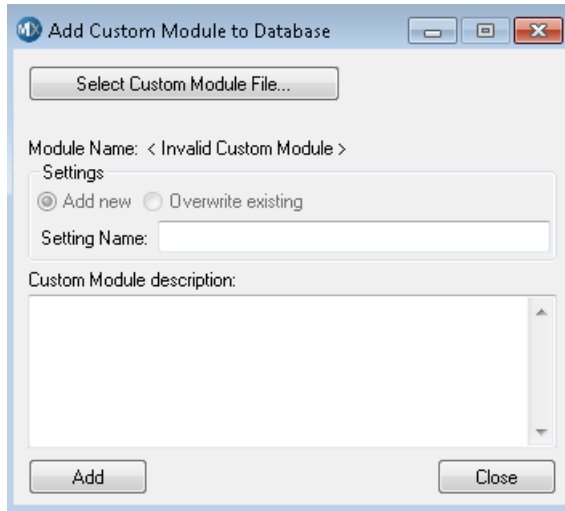 MX Add Custom Module to Database
Select Custom Module File...
Module Name: < Invalid Custom Module >
Settings
Add new Overwrite existing
Setting Name:
Custom Module description:
Add Close